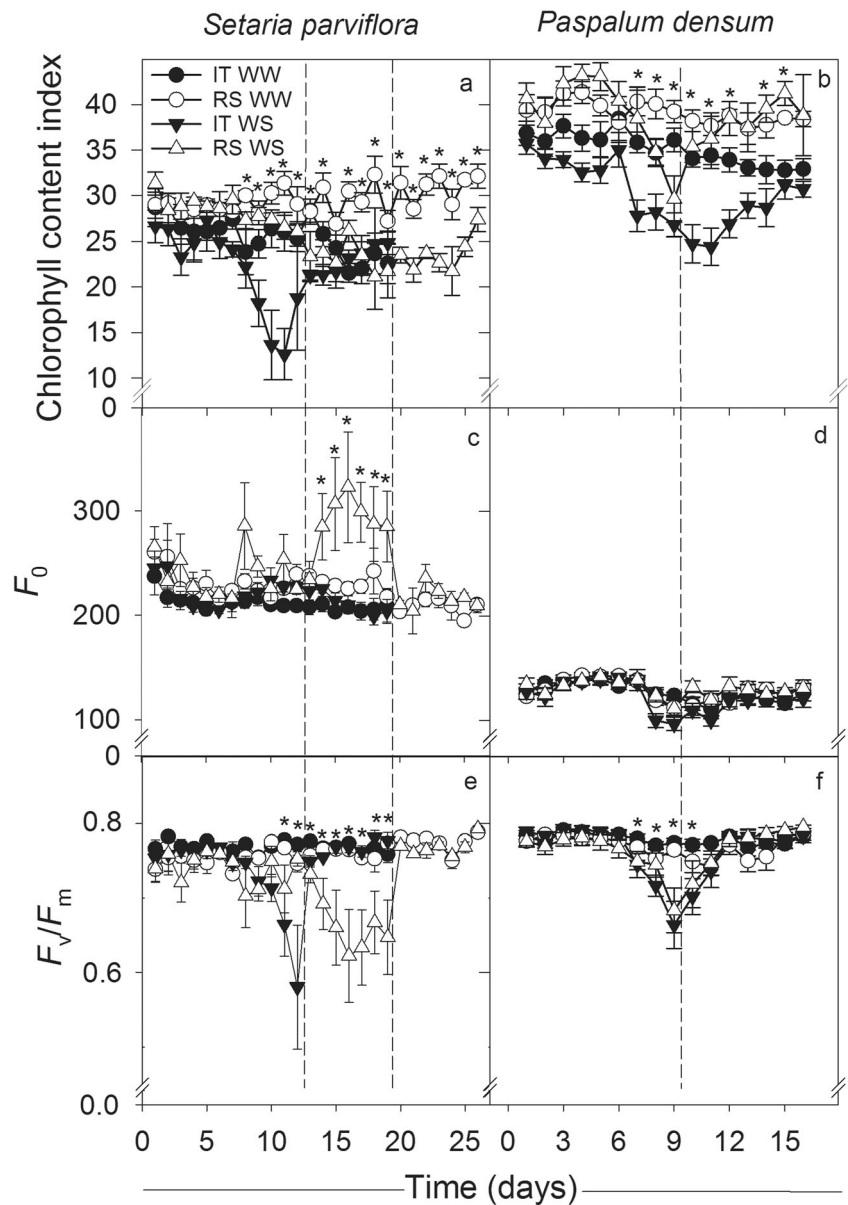 Setaria parviflora Paspalum densum
IT WW
RS WW
IT WS
RS WS
a
b
Chlorophyll content index
40
35
30
25
20
15
10
* * * * * * * * * * * * * * * * * * *
* * * * * * * *
c
d
F0
300
200
100
0
* * * * * *
e
f
Fv/Fm
0.8
0.6
0.0
* * * * * * * * *
* * * *
0 5 10 15 20 25 0 3 6 9 12 15
Time (days)